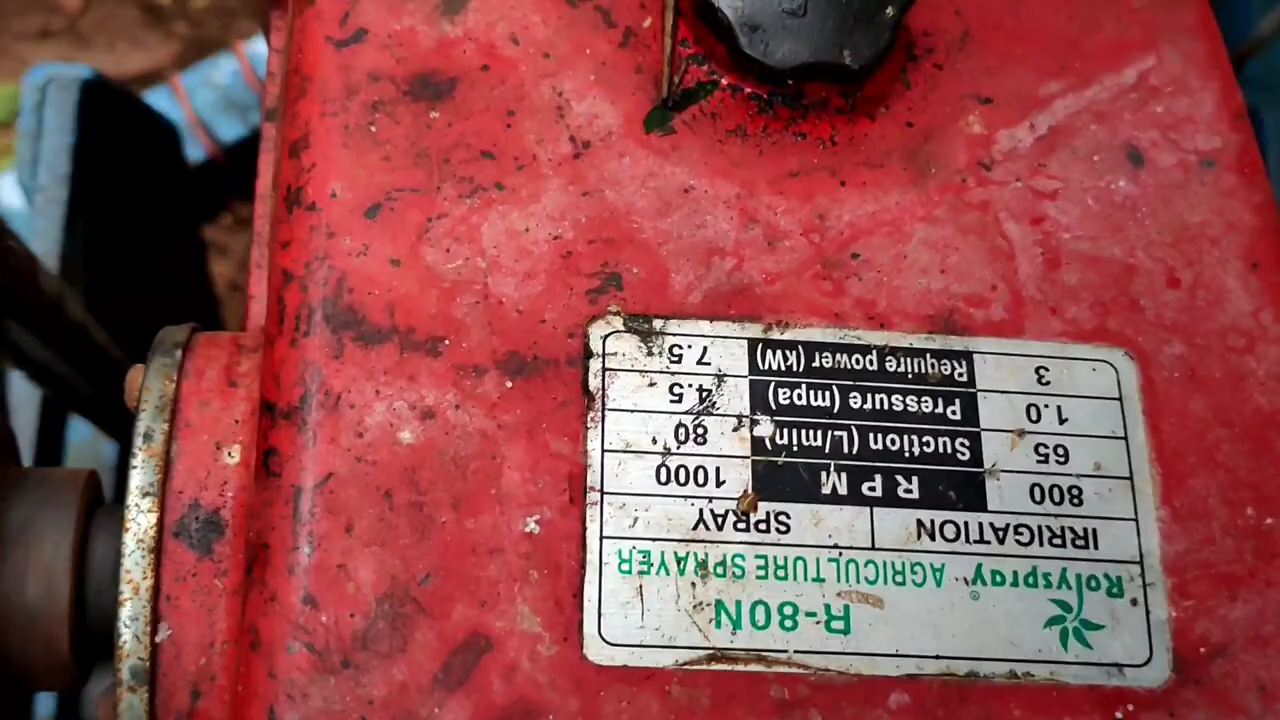 R-80N
Rolyspray® AGRICULTURE SPRAYER
IRRIGATION SPRAY
800 RPM 1000
65 Suction (L/min) 80
1.0 Pressure (mpa) 4.5
3 Require power (kW) 7.5